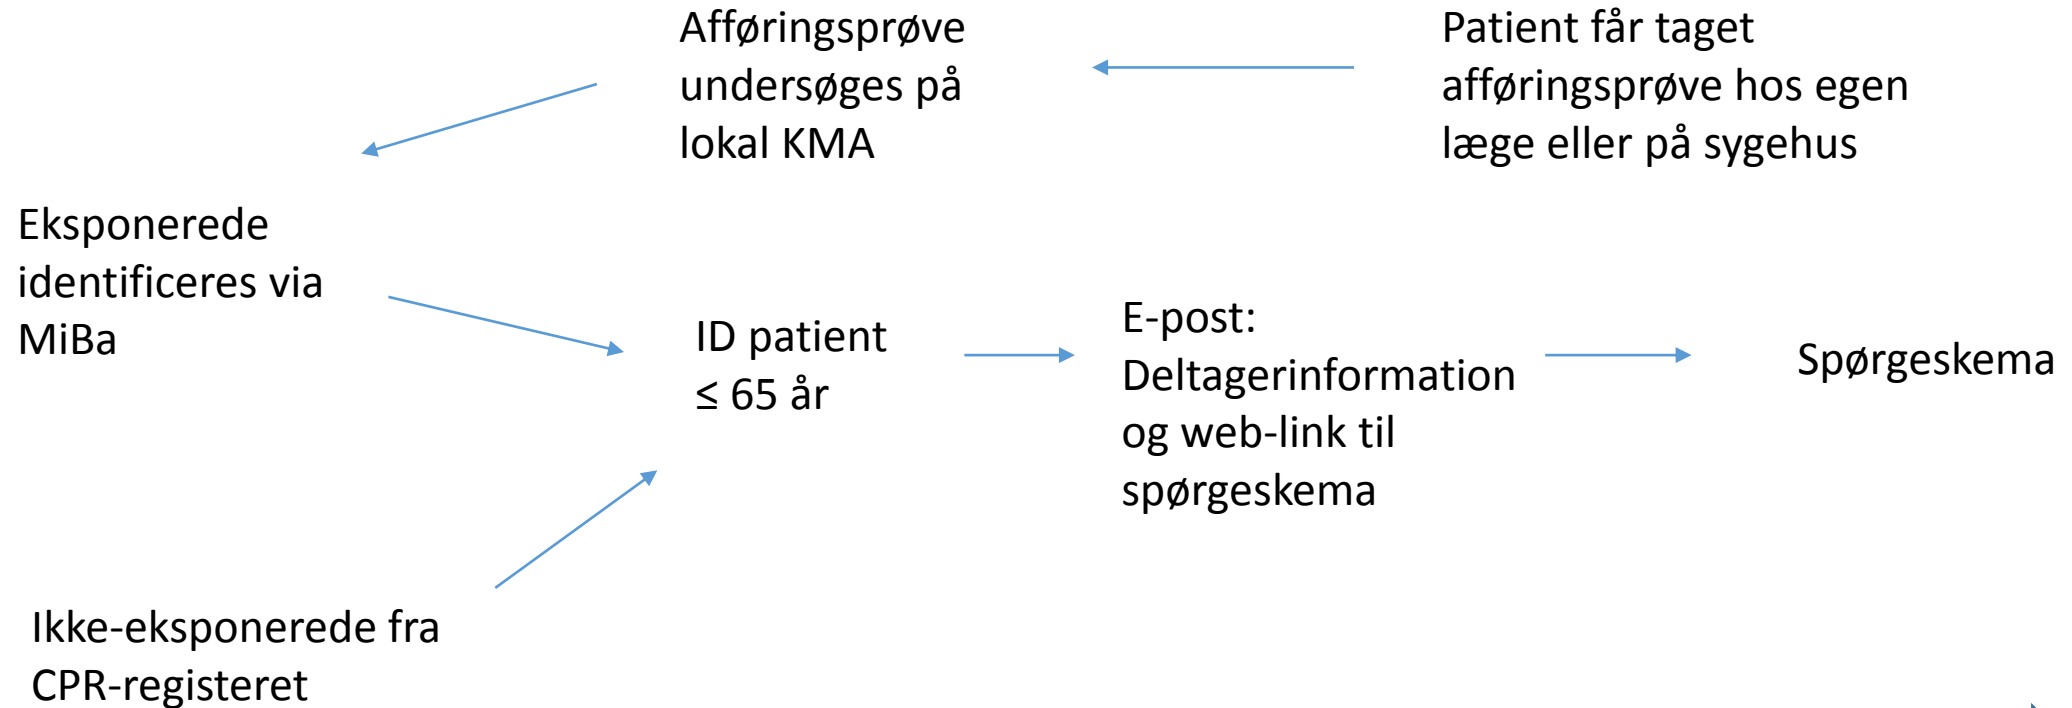 Afføringsprøve
undersøges på
lokal KMA
Patient får taget
afføringsprøve hos egen
læge eller på sygehus
Eksponerede
identificeres via
MiBa
ID patient
≤ 65 år
E-post:
Deltagerinformation
og web-link til
spørgeskema
Spørgeskema
Ikke-eksponerede fra
CPR-registeret